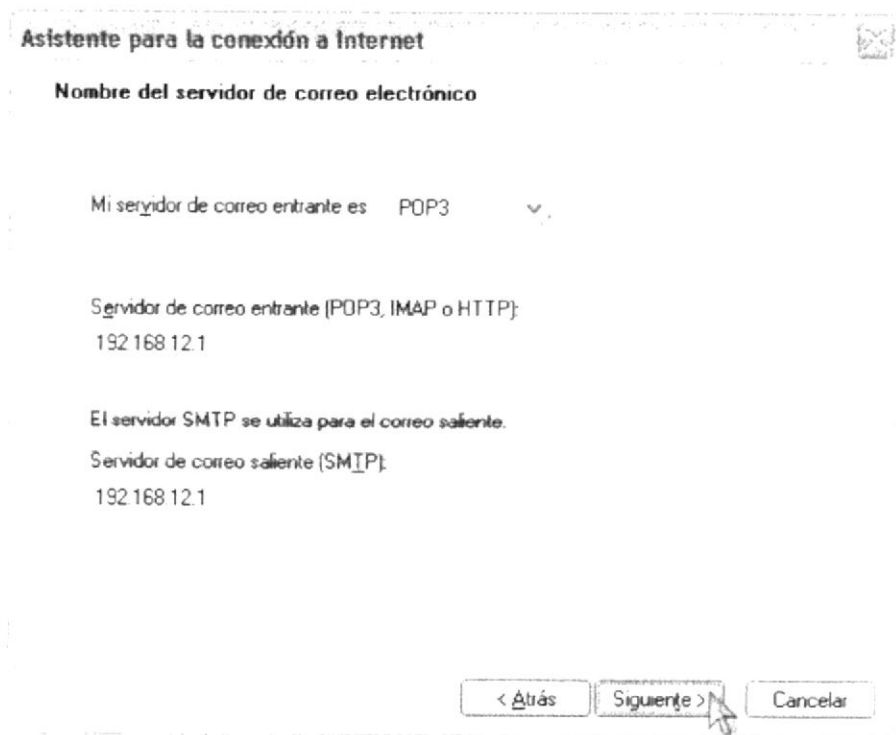 Asistente para la conexión a Internet
Nombre del servidor de correo electrónico
Mi servidor de correo entrante es POP3
Servidor de correo entrante (POP3, IMAP o HTTP):
192.168.12.1
El servidor SMTP se utiliza para el correo saliente.
Servidor de correo saliente (SMTP):
192.168.12.1
< Atrás Siguiente > Cancelar